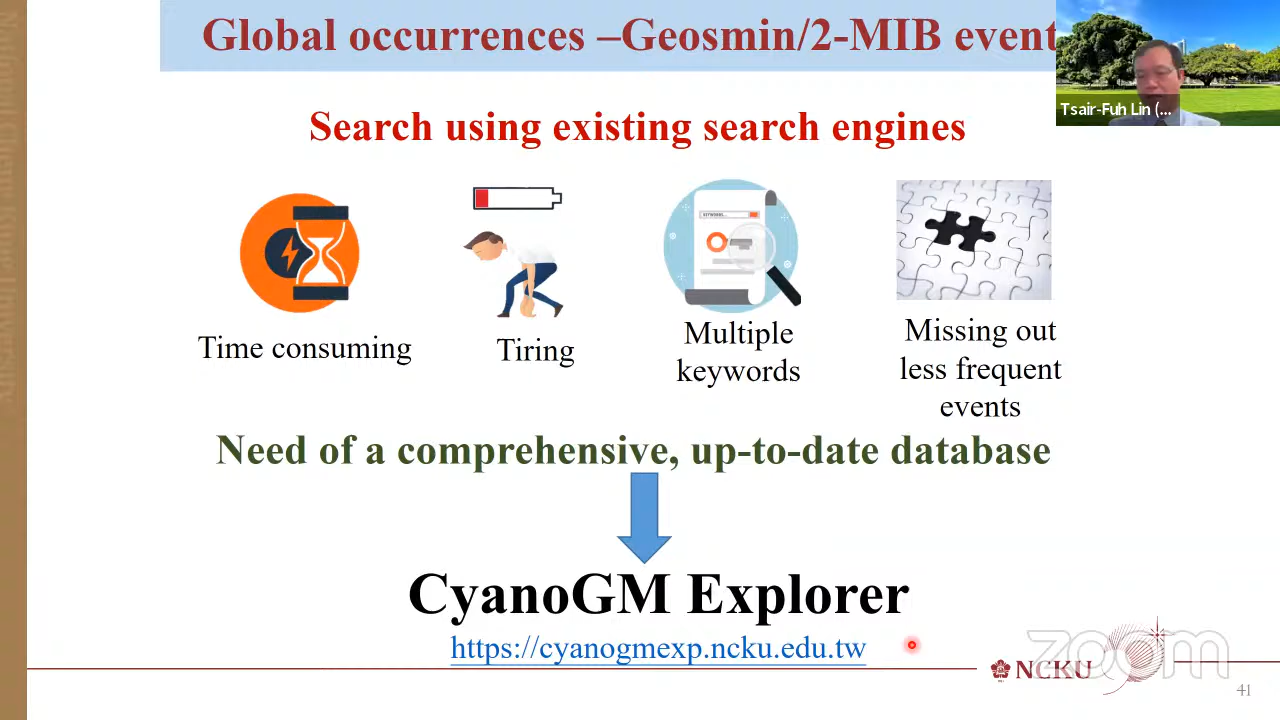 Global occurrences –Geosmin/2-MIB event
Tsair-Fuh Lin (...
Search using existing search engines
Time consuming
Tiring
Multiple
keywords
Missing out
less frequent
events
Need of a comprehensive, up-to-date database
CyanoGM Explorer
https://cyanogmexp.ncku.edu.tw
zoom
NCKU
41